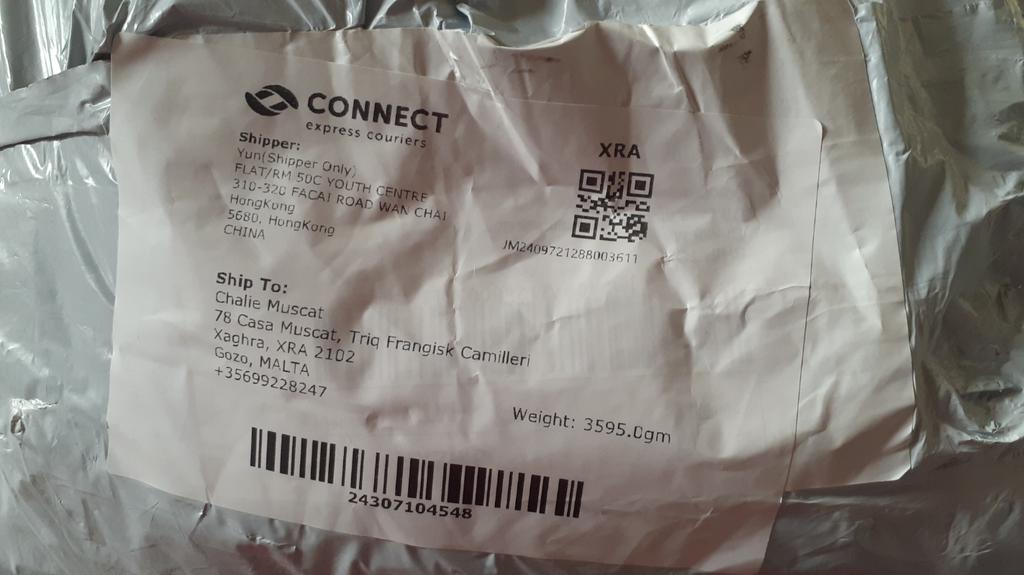 CONNECT
express couriers
Shipper:
Yun(Shipper Only)
FLAT/RM 50C YOUTH CENTRE
310-320 FACAI ROAD WAN CHAI
HongKong
5680, HongKong
CHINA
XRA
JM2409721288003611
Ship To:
Chalie Muscat
78 Casa Muscat, Triq Frangisk Camilleri
Xaghra, XRA 2102
Gozo, MALTA
+35699228247
Weight: 3595.0gm
24307104548